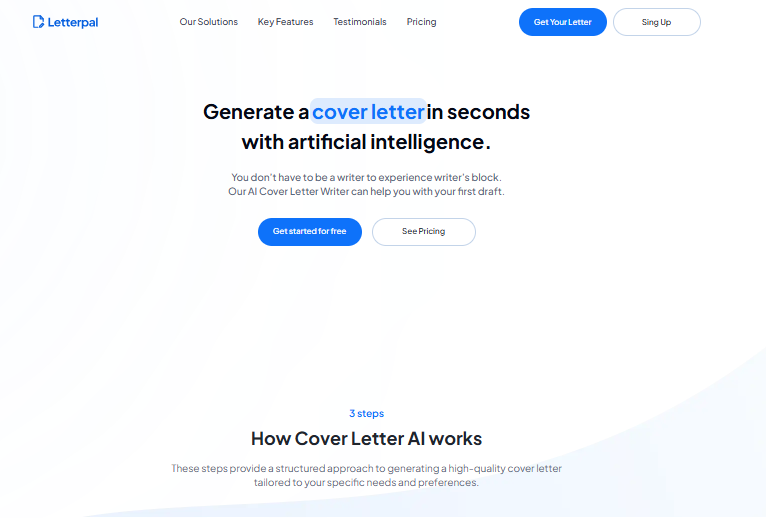 Letterpal
Our Solutions Key Features Testimonials Pricing
Get Your Letter
Sing Up
Generate a cover letter in seconds
with artificial intelligence.
You don't have to be a writer to experience writer's block.
Our AI Cover Letter Writer can help you with your first draft.
Get started for free
See Pricing
3 steps
How Cover Letter AI works
These steps provide a structured approach to generating a high-quality cover letter
tailored to your specific needs and preferences.